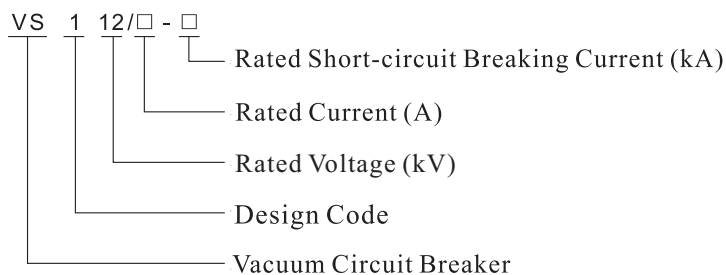 VS 1 12/□-□
Rated Short-circuit Breaking Current (kA)
Rated Current (A)
Rated Voltage (kV)
Design Code
Vacuum Circuit Breaker